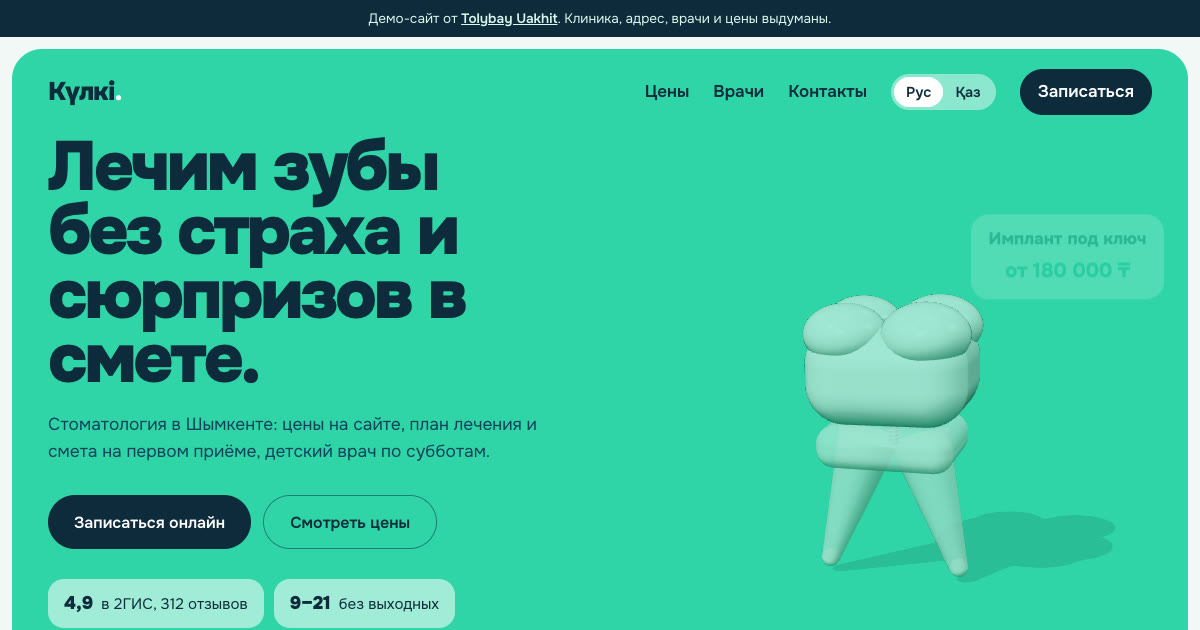 Демо-сайт от Tolybay Uakhit. Клиника, адрес, врачи и цены выдуманы.
Күлкі.
Цены
Врачи
Контакты
Рус
Қаз
Записаться
Лечим зубы
без страха и
сюрпризов в
смете.
Стоматология в Шымкенте: цены на сайте, план лечения и
смета на первом приёме, детский врач по субботам.
Записаться онлайн
Смотреть цены
4,9 в 2ГИС, 312 отзывов
9–21 без выходных
Имплант под ключ
от 180 000 ₸